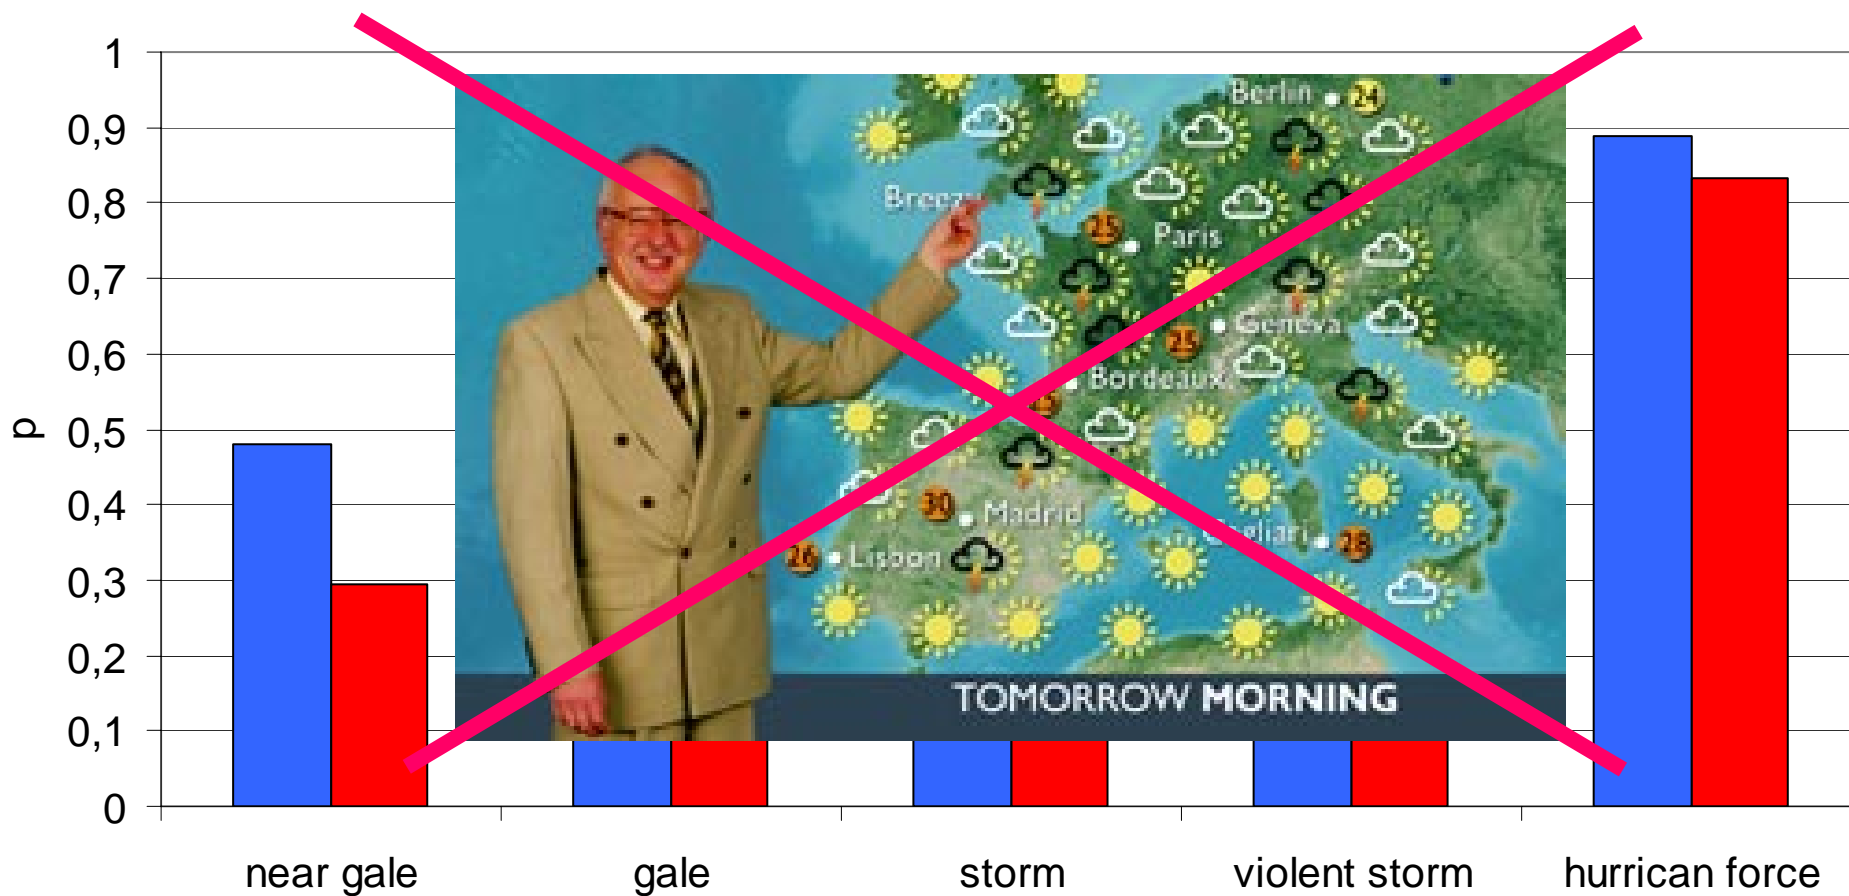 1
0,9
0,8
0,7
0,6
0,5
0,4
0,3
0,2
0,1
0
p
Berlin 24
25
Paris
Geneva
25
Bordeaux
30 Madrid
Cagliari 28
26 Lisbon
TOMORROW MORNING
near gale gale storm violent storm hurrican force